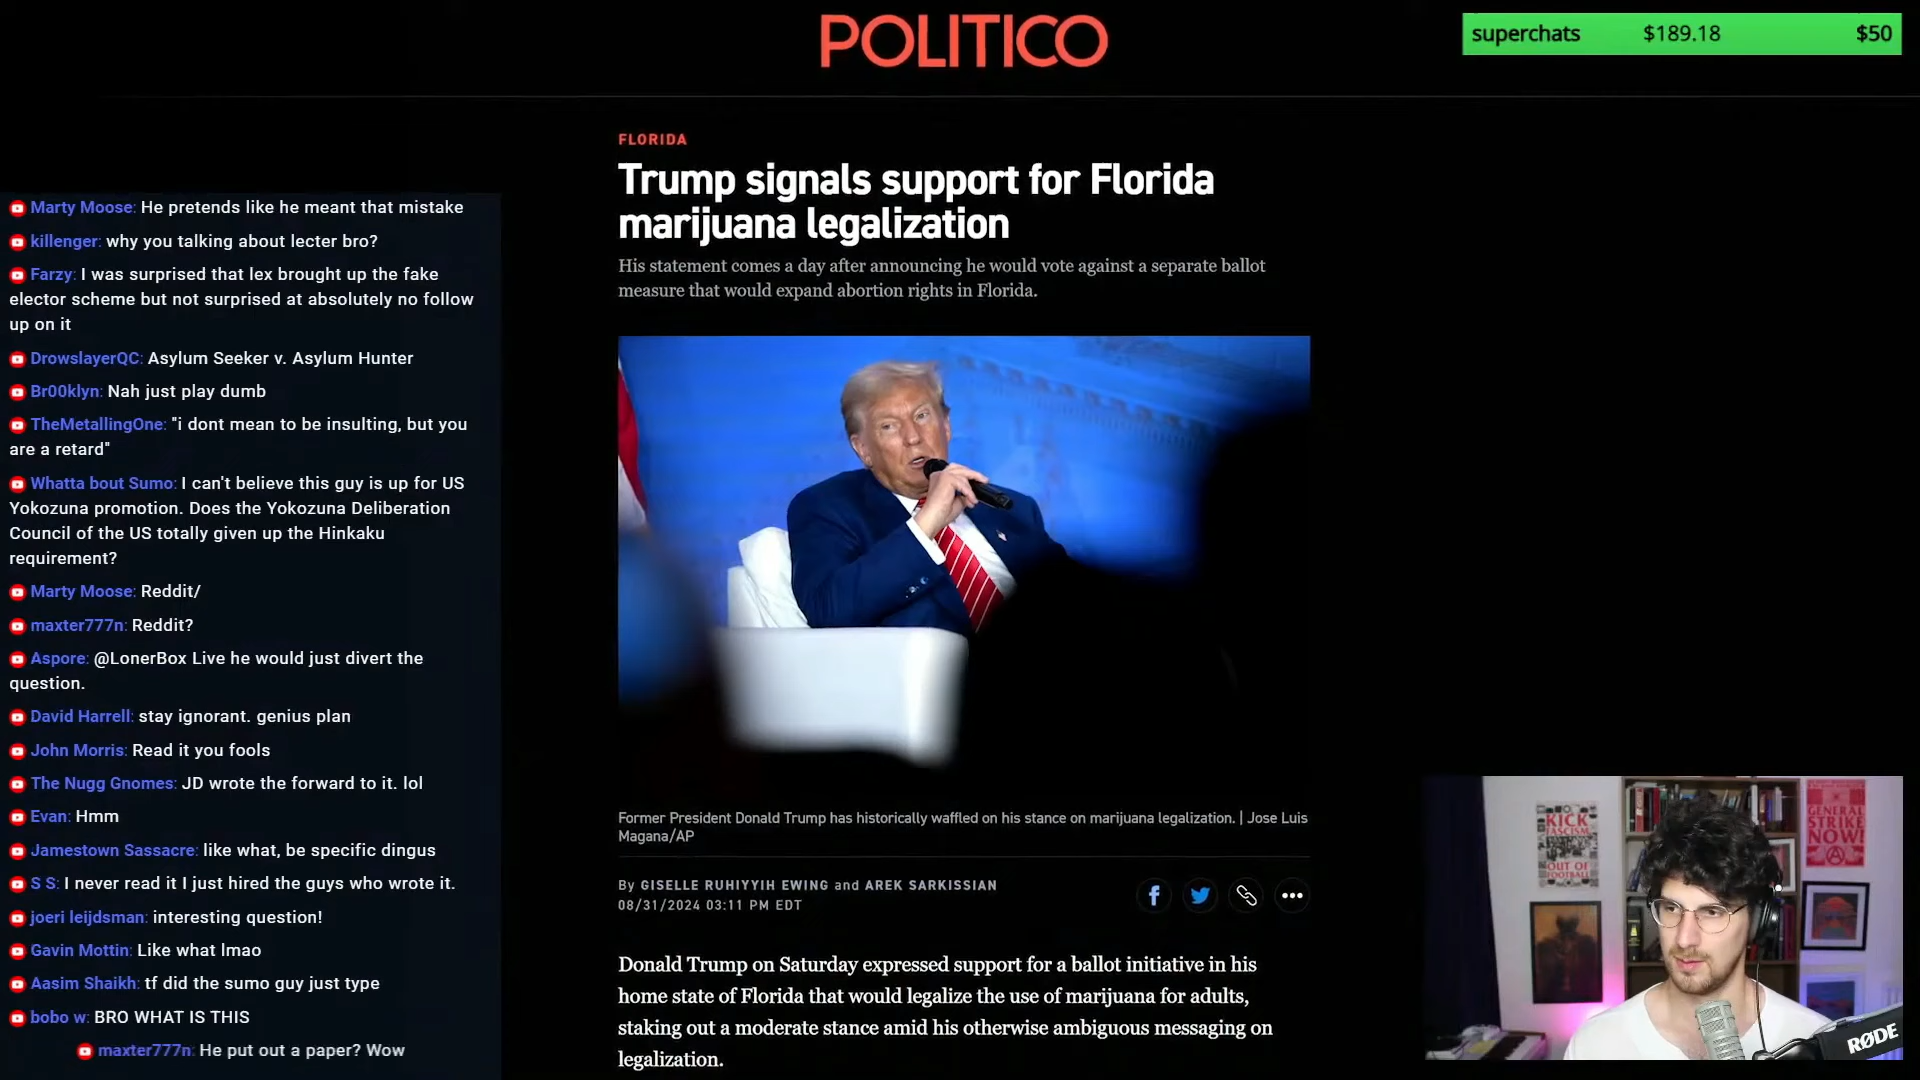 POLITICO
superchats $189.18 $50
FLORIDA
Trump signals support for Florida
marijuana legalization
His statement comes a day after announcing he would vote against a separate ballot
measure that would expand abortion rights in Florida.
Marty Moose: He pretends like he meant that mistake
killenger: why you talking about lecter bro?
Farzy: I was surprised that lex brought up the fake
elector scheme but not surprised at absolutely no follow
up on it
DrowslayerQC: Asylum Seeker v. Asylum Hunter
Br00klyn: Nah just play dumb
TheMetallingOne: "i dont mean to be insulting, but you
are a retard"
Whatta bout Sumo: I can't believe this guy is up for US
Yokozuna promotion. Does the Yokozuna Deliberation
Council of the US totally given up the Hinkaku
requirement?
Marty Moose: Reddit/
maxter777n: Reddit?
Aspore: @LonerBox Live he would just divert the
question.
David Harrell: stay ignorant. genius plan
John Morris: Read it you fools
The Nugg Gnomes: JD wrote the forward to it. lol
Evan: Hmm
Jamestown Sassacre: like what, be specific dingus
S S: I never read it I just hired the guys who wrote it.
joeri leijdsman: interesting question!
Gavin Mottin: Like what lmao
Aasim Shaikh: tf did the sumo guy just type
bobo w: BRO WHAT IS THIS
maxter777n: He put out a paper? Wow
Former President Donald Trump has historically waffled on his stance on marijuana legalization. | Jose Luis
Magana/AP
By GISELLE RUHIYYIH EWING and AREK SARKISSIAN
08/31/2024 03:11 PM EDT
Donald Trump on Saturday expressed support for a ballot initiative in his
home state of Florida that would legalize the use of marijuana for adults,
staking out a moderate stance amid his otherwise ambiguous messaging on
legalization.
KICK
FASCISM
OUT OF
FOOTBALL
GENERAL
STRIKE
NOW!
RØDE